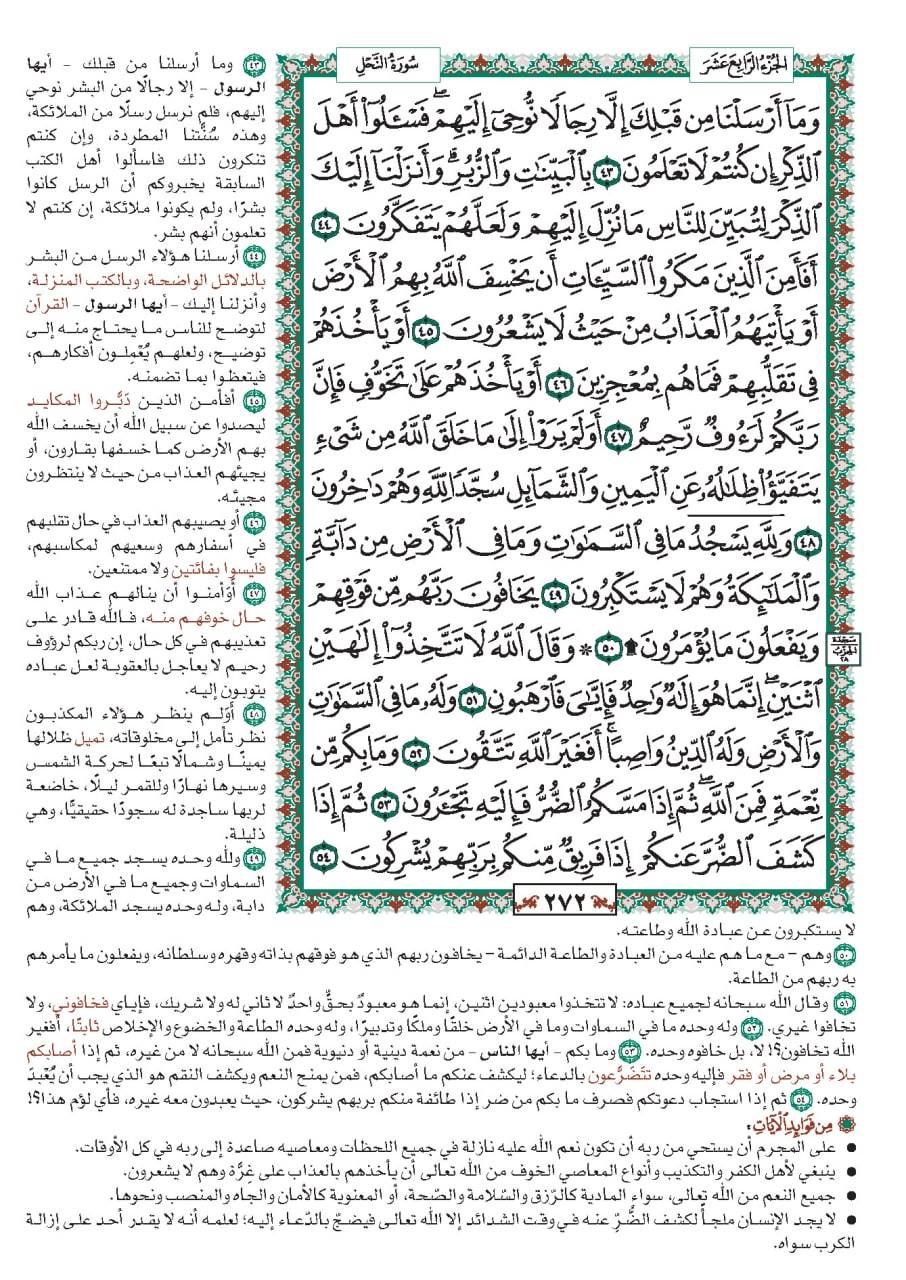 الجُزْءُ الرَّابِعَ عَشَرَ
سُورَةُ النَّحْلِ
وَمَآ أَرْسَلْنَا مِن قَبْلِكَ إِلَّا رِجَالًا نُّوحِىٓ إِلَيْهِمْ ۖ فَسْـَٔلُوٓا۟ أَهْلَ
ٱلذِّكْرِ إِن كُنتُمْ لَا تَعْلَمُونَ ٤٣ بِٱلْبَيِّنَٰتِ وَٱلزُّبُرِ ۗ وَأَنزَلْنَآ إِلَيْكَ
ٱلذِّكْرَ لِتُبَيِّنَ لِلنَّاسِ مَا نُزِّلَ إِلَيْهِمْ وَلَعَلَّهُمْ يَتَفَكَّرُونَ ٤٤
أَفَأَمِنَ ٱلَّذِينَ مَكَرُوا۟ ٱلسَّيِّـَٔاتِ أَن يَخْسِفَ ٱللَّهُ بِهِمُ ٱلْأَرْضَ
أَوْ يَأْتِيَهُمُ ٱلْعَذَابُ مِنْ حَيْثُ لَا يَشْعُرُونَ ٤٥ أَوْ يَأْخُذَهُمْ
فِى تَقَلُّبِهِمْ فَمَا هُم بِمُعْجِزِينَ ٤٦ أَوْ يَأْخُذَهُمْ عَلَىٰ تَخَوُّفٍ فَإِنَّ
رَبَّكُمْ لَرَءُوفٌ رَّحِيمٌ ٤٧ أَوَلَمْ يَرَوْا۟ إِلَىٰ مَا خَلَقَ ٱللَّهُ مِن شَىْءٍ
يَتَفَيَّؤُا۟ ظِلَٰلُهُۥ عَنِ ٱلْيَمِينِ وَٱلشَّمَآئِلِ سُجَّدًا لِّلَّهِ وَهُمْ دَٰخِرُونَ
٤٨ وَلِلَّهِ يَسْجُدُ مَا فِى ٱلسَّمَٰوَٰتِ وَمَا فِى ٱلْأَرْضِ مِن دَآبَّةٍ
وَٱلْمَلَٰٓئِكَةُ وَهُمْ لَا يَسْتَكْبِرُونَ ٤٩ يَخَافُونَ رَبَّهُم مِّن فَوْقِهِمْ
وَيَفْعَلُونَ مَا يُؤْمَرُونَ ۩ ٥٠ ۞ وَقَالَ ٱللَّهُ لَا تَتَّخِذُوٓا۟ إِلَٰهَيْنِ
ٱثْنَيْنِ ۖ إِنَّمَا هُوَ إِلَٰهٌ وَٰحِدٌ ۖ فَإِيَّٰىَ فَٱرْهَبُونِ ٥١ وَلَهُۥ مَا فِى ٱلسَّمَٰوَٰتِ
وَٱلْأَرْضِ وَلَهُ ٱلدِّينُ وَاصِبًا ۚ أَفَغَيْرَ ٱللَّهِ تَتَّقُونَ ٥٢ وَمَا بِكُم مِّن
نِّعْمَةٍ فَمِنَ ٱللَّهِ ۖ ثُمَّ إِذَا مَسَّكُمُ ٱلضُّرُّ فَإِلَيْهِ تَجْـَٔرُونَ ٥٣ ثُمَّ إِذَا
كَشَفَ ٱلضُّرَّ عَنكُمْ إِذَا فَرِيقٌ مِّنكُم بِرَبِّهِمْ يُشْرِكُونَ ٥٤
٢٧٢
سجدة
الحزب
٢٨
٤٣ وما أرسلنا من قبلك - أيها
الرسول - إلا رجالًا من البشر نوحي
إليهم، فلم نرسل رسلًا من الملائكة،
وهذه سُنَّتنا المطردة، وإن كنتم
تنكرون ذلك فاسألوا أهل الكتب
السابقة يخبروكم أن الرسل كانوا
بشرًا، ولم يكونوا ملائكة، إن كنتم لا
تعلمون أنهم بشر.
٤٤ أرسلنا هؤلاء الرسل من البشر
بالدلائل الواضحة، وبالكتب المنزلة،
وأنزلنا إليك - أيها الرسول - القرآن
لتوضح للناس ما يحتاج منه إلى
توضيح، ولعلهم يُعْمِلون أفكارهم،
فيتعظوا بما تضمنه.
٤٥ أفأمن الذين دَبَّروا المكايد
ليصدوا عن سبيل الله أن يخسف الله
بهم الأرض كما خسفها بقارون، أو
يجيئهم العذاب من حيث لا ينتظرون
مجيئه.
٤٦ أو يصيبهم العذاب في حال تقلبهم
في أسفارهم وسعيهم لمكاسبهم،
فليسوا بفائتين ولا ممتنعين.
٤٧ أوَأمنوا أن ينالهم عذاب الله
حال خوفهم منه، فالله قادر على
تعذيبهم في كل حال، إن ربكم لرؤوف
رحيم لا يعاجل بالعقوبة لعل عباده
يتوبون إليه.
٤٨ أوَلم ينظر هؤلاء المكذبون
نظر تأمل إلى مخلوقاته، تميل ظلالها
يمينًا وشمالًا تبعًا لحركة الشمس
وسيرها نهارًا وللقمر ليلًا، خاضعة
لربها ساجدة له سجودًا حقيقيًّا، وهي
ذليلة.
٤٩ ولله وحده يسجد جميع ما في
السماوات وجميع ما في الأرض من
دابة، وله وحده يسجد الملائكة، وهم
لا يستكبرون عن عبادة الله وطاعته.
٥٠ وهم - مع ما هم عليه من العبادة والطاعة الدائمة - يخافون ربهم الذي هو فوقهم بذاته وقهره وسلطانه، ويفعلون ما يأمرهم
به ربهم من الطاعة.
٥١ وقال الله سبحانه لجميع عباده: لا تتخذوا معبودين اثنين، إنما هو معبودٌ بحقٍّ واحدٌ لا ثاني له ولا شريك، فإياي فخافوني، ولا
تخافوا غيري. ٥٢ وله وحده ما في السماوات وما في الأرض خلقًا وملكًا وتدبيرًا، وله وحده الطاعة والخضوع والإخلاص ثابتًا، أفغير
الله تخافون؟! لا، بل خافوه وحده. ٥٣ وما بكم - أيها الناس - من نعمة دينية أو دنيوية فمن الله سبحانه لا من غيره، ثم إذا أصابكم
بلاء أو مرض أو فقر فإليه وحده تتَضَرَّعون بالدعاء؛ ليكشف عنكم ما أصابكم، فمن يمنح النعم ويكشف النقم هو الذي يجب أن يُعْبدَ
وحده. ٥٤ ثم إذا استجاب دعوتكم فصرف ما بكم من ضر إذا طائفة منكم بربهم يشركون، حيث يعبدون معه غيره، فأي لؤم هذا؟!
مِن فَوَائِدِ الآيَاتِ:
● على المجرم أن يستحي من ربه أن تكون نعم الله عليه نازلة في جميع اللحظات ومعاصيه صاعدة إلى ربه في كل الأوقات.
● ينبغي لأهل الكفر والتكذيب وأنواع المعاصي الخوف من الله تعالى أن يأخذهم بالعذاب على غِرَّة وهم لا يشعرون.
● جميع النعم من الله تعالى، سواء المادية كالرّزق والسّلامة والصّحة، أو المعنوية كالأمان والجاه والمنصب ونحوها.
● لا يجد الإنسان ملجأً لكشف الضُّرِّ عنه في وقت الشدائد إلا الله تعالى فيضجّ بالدّعاء إليه؛ لعلمه أنه لا يقدر أحد على إزالة
الكرب سواه.